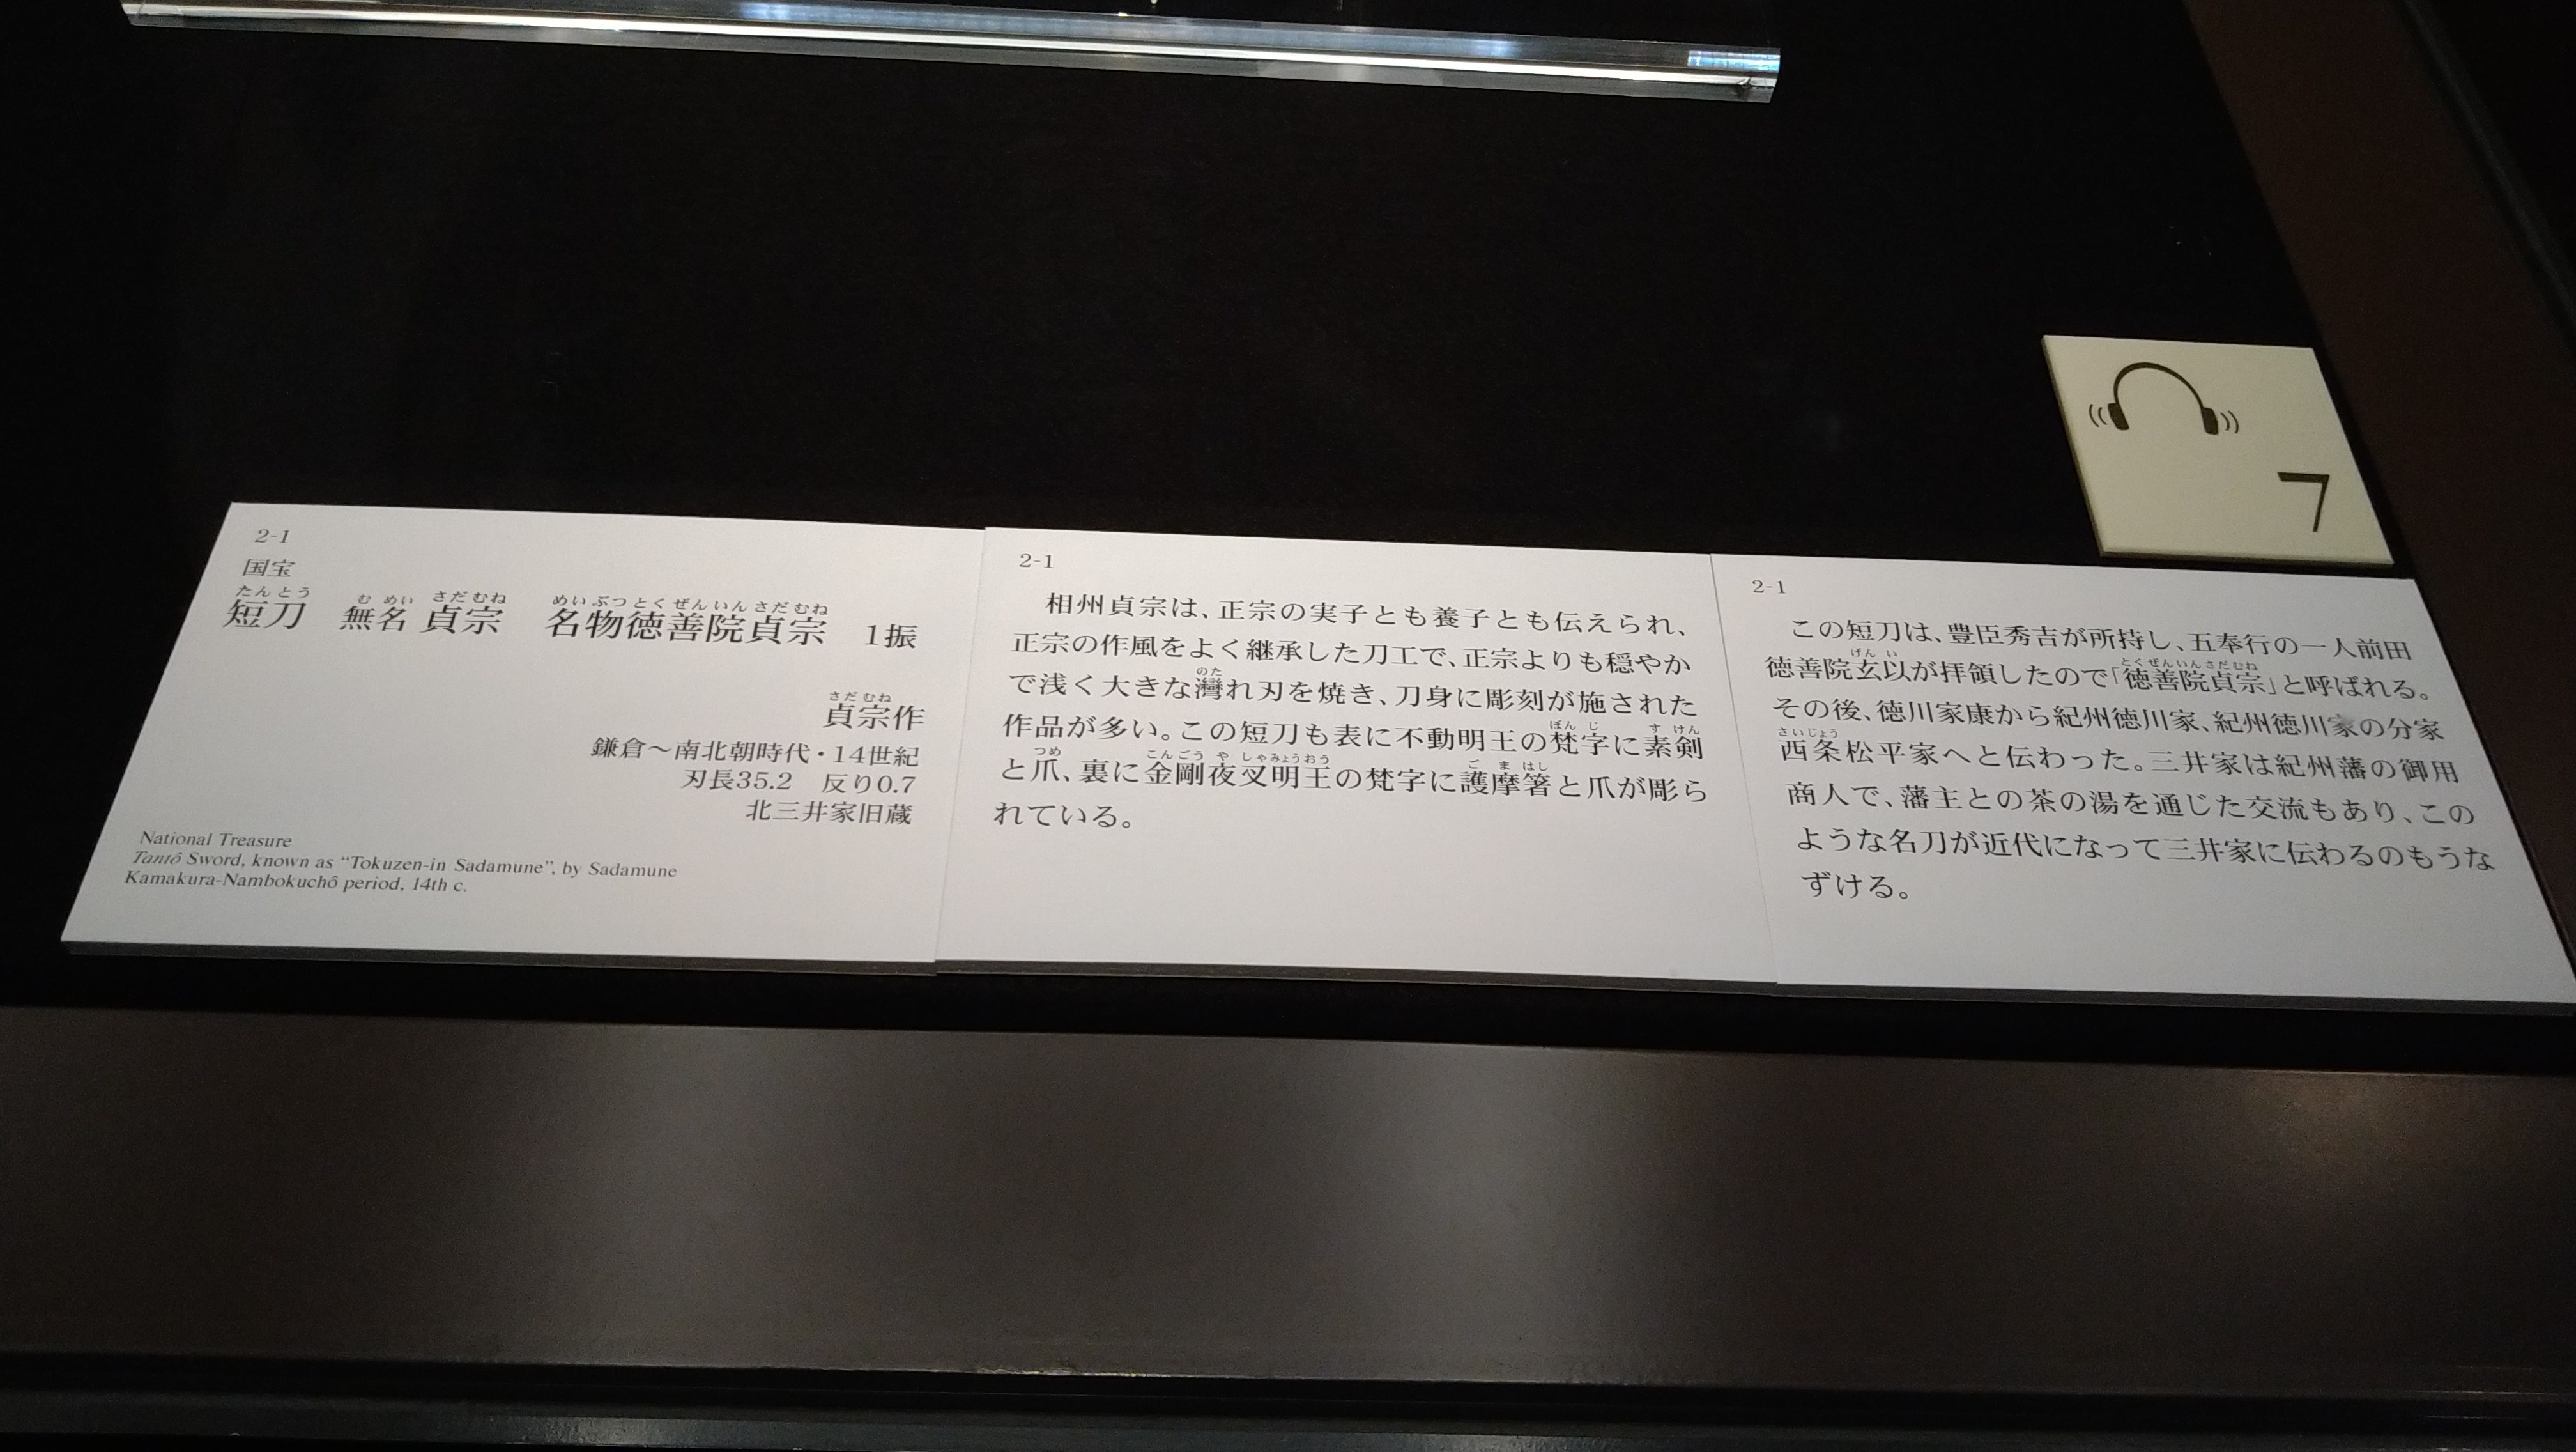 7
2-1
国宝
たんとう む めい さだ むね めい ぶつ とく ぜん いん さだ むね
短刀 無名 貞宗 名物徳善院貞宗 1振
さだ むね
貞宗作
鎌倉～南北朝時代・14世紀
刃長35.2 反り0.7
北三井家旧蔵
National Treasure
Tantô Sword, known as “Tokuzen-in Sadamune”, by Sadamune
Kamakura-Nambokuchô period, 14th c.
2-1
相州貞宗は、正宗の実子とも養子とも伝えられ、
正宗の作風をよく継承した刀工で、正宗よりも穏やか
のた
で浅く大きな灣れ刃を焼き、刀身に彫刻が施された
ぼん じ す けん
作品が多い。この短刀も表に不動明王の梵字に素剣
つめ こんごう や しゃみょうおう ご ま はし
と爪、裏に金剛夜叉明王の梵字に護摩箸と爪が彫ら
れている。
2-1
この短刀は、豊臣秀吉が所持し、五奉行の一人前田
げん い とくぜんいんさだむね
徳善院玄以が拝領したので「徳善院貞宗」と呼ばれる。
その後、徳川家康から紀州徳川家、紀州徳川家の分家
さいじょう
西条松平家へと伝わった。三井家は紀州藩の御用
商人で、藩主との茶の湯を通じた交流もあり、この
ような名刀が近代になって三井家に伝わるのもうな
ずける。